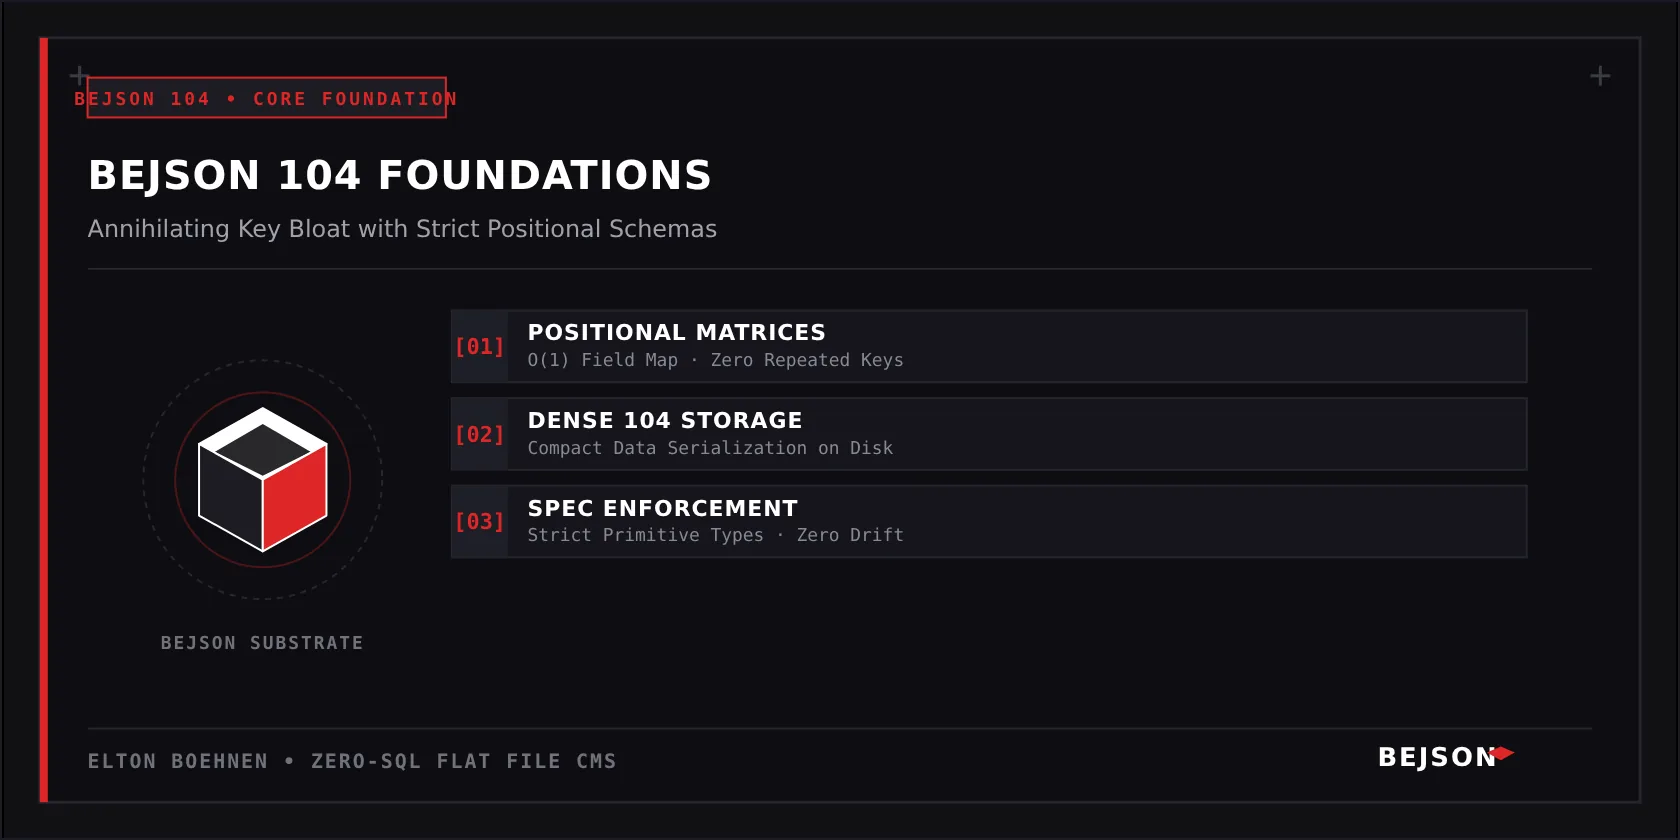 BEJSON 104 • CORE FOUNDATION
BEJSON 104 FOUNDATIONS
Annihilating Key Bloat with Strict Positional Schemas
[01]
POSITIONAL MATRICES
O(1) Field Map · Zero Repeated Keys
[02]
DENSE 104 STORAGE
Compact Data Serialization on Disk
[03]
SPEC ENFORCEMENT
Strict Primitive Types · Zero Drift
BEJSON SUBSTRATE
ELTON BOEHNEN • ZERO-SQL FLAT FILE CMS
BEJSON